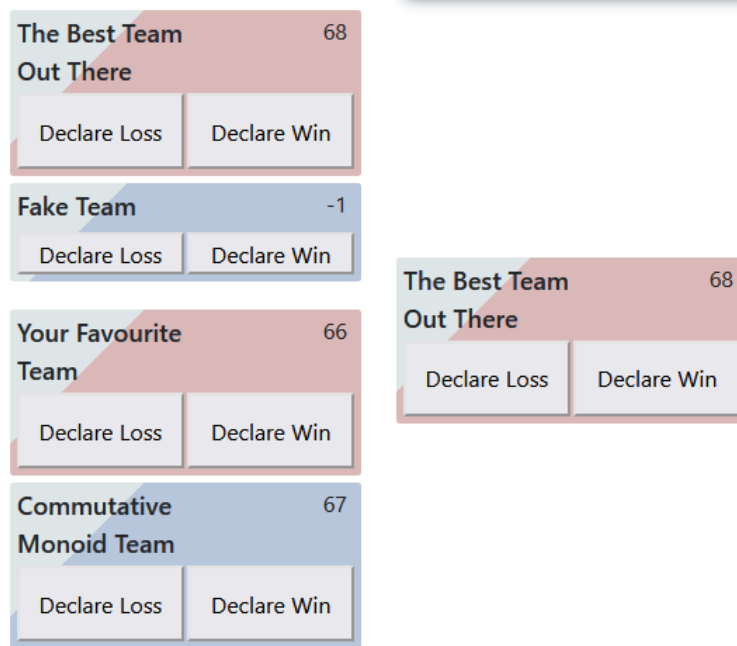 The Best Team 68
Out There
Declare Loss Declare Win
Fake Team -1
Declare Loss Declare Win
Your Favourite 66
Team
Declare Loss Declare Win
Commutative 67
Monoid Team
Declare Loss Declare Win
The Best Team 68
Out There
Declare Loss Declare Win